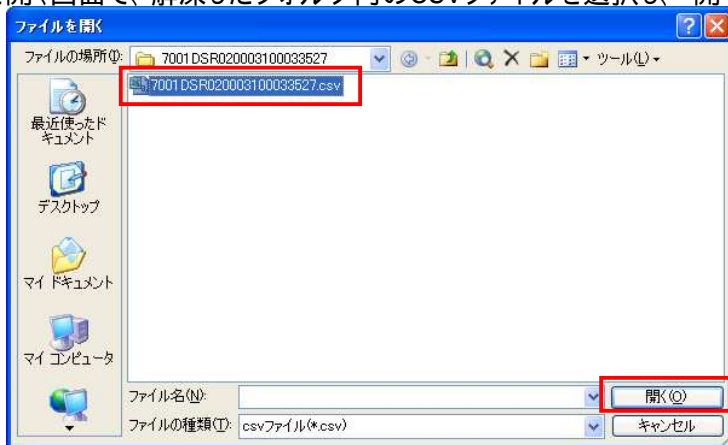 開く画面で、解凍したフォルダ内のCSVファイルを選択し、開
ファイルを開く
ファイルの場所(I):
7001DSR020003100033527
ツール(L)
7001DSR020003100033527.csv
最近使ったド
キュメント
デスクトップ
マイ ドキュメント
マイ コンピュータ
ファイル名(N):
開く(O)
ファイルの種類(T):
csvファイル(*.csv)
キャンセル